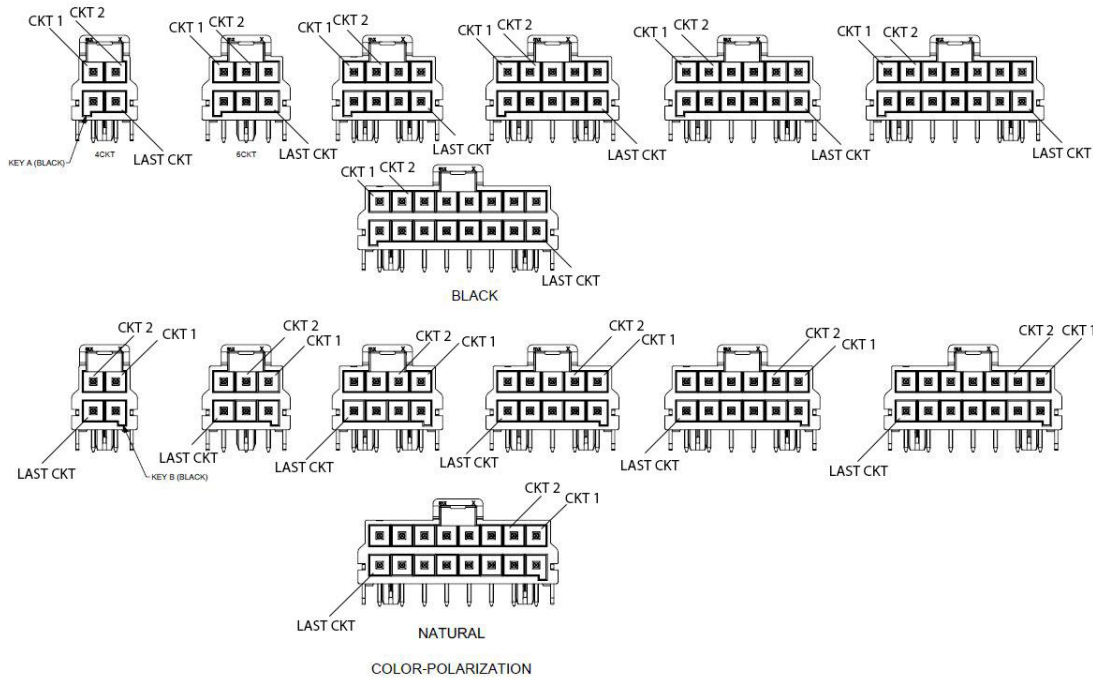 CKT 1 CKT 2 CKT 1 CKT 2 CKT 1 CKT 2 CKT 1 CKT 2 CKT 1 CKT 2 CKT 1 CKT 2
KEY A (BLACK) 4CKT LAST CKT 6CKT LAST CKT LAST CKT LAST CKT LAST CKT LAST CKT
CKT 1 CKT 2
LAST CKT
BLACK
CKT 2 CKT 1 CKT 2 CKT 1 CKT 2 CKT 1 CKT 2 CKT 1 CKT 2 CKT 1 CKT 2 CKT 1
LAST CKT LAST CKT LAST CKT LAST CKT LAST CKT LAST CKT
KEY B (BLACK)
CKT 2 CKT 1
LAST CKT
NATURAL
COLOR-POLARIZATION